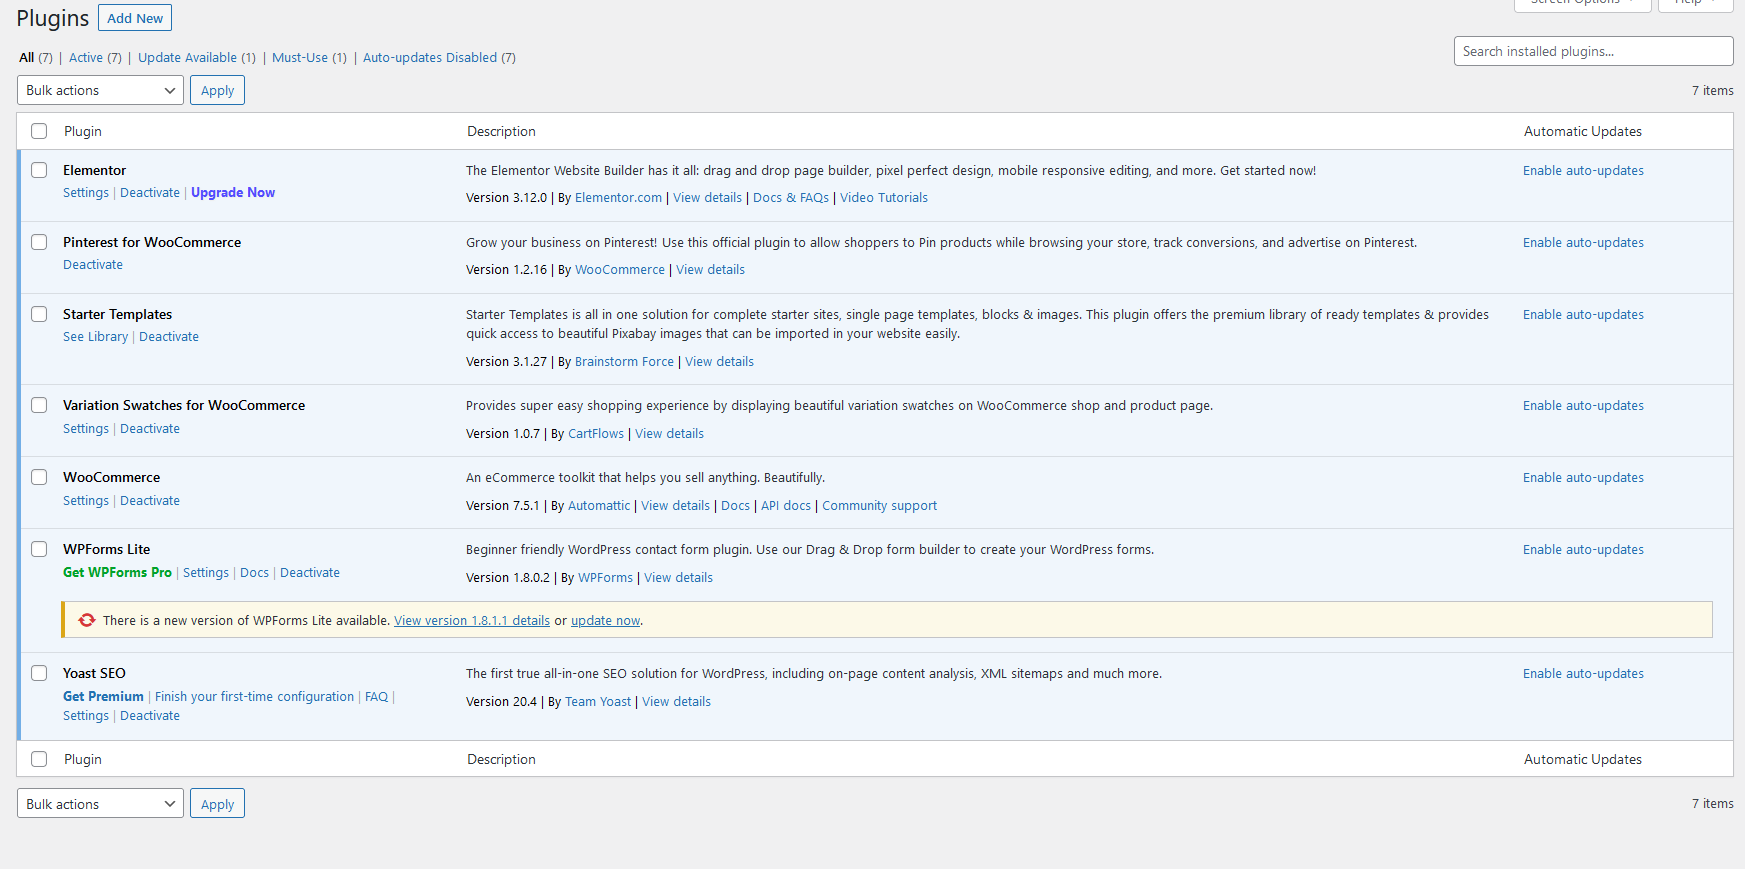 Plugins Add New
Screen Options Help
All (7) | Active (7) | Update Available (1) | Must-Use (1) | Auto-updates Disabled (7)
Search installed plugins...
Bulk actions Apply
7 items
Plugin Description Automatic Updates
Elementor
Settings | Deactivate | Upgrade Now
The Elementor Website Builder has it all: drag and drop page builder, pixel perfect design, mobile responsive editing, and more. Get started now!
Version 3.12.0 | By Elementor.com | View details | Docs & FAQs | Video Tutorials
Enable auto-updates
Pinterest for WooCommerce
Deactivate
Grow your business on Pinterest! Use this official plugin to allow shoppers to Pin products while browsing your store, track conversions, and advertise on Pinterest.
Version 1.2.16 | By WooCommerce | View details
Enable auto-updates
Starter Templates
See Library | Deactivate
Starter Templates is all in one solution for complete starter sites, single page templates, blocks & images. This plugin offers the premium library of ready templates & provides
quick access to beautiful Pixabay images that can be imported in your website easily.
Version 3.1.27 | By Brainstorm Force | View details
Enable auto-updates
Variation Swatches for WooCommerce
Settings | Deactivate
Provides super easy shopping experience by displaying beautiful variation swatches on WooCommerce shop and product page.
Version 1.0.7 | By CartFlows | View details
Enable auto-updates
WooCommerce
Settings | Deactivate
An eCommerce toolkit that helps you sell anything. Beautifully.
Version 7.5.1 | By Automattic | View details | Docs | API docs | Community support
Enable auto-updates
WPForms Lite
Get WPForms Pro | Settings | Docs | Deactivate
Beginner friendly WordPress contact form plugin. Use our Drag & Drop form builder to create your WordPress forms.
Version 1.8.0.2 | By WPForms | View details
Enable auto-updates
There is a new version of WPForms Lite available. View version 1.8.1.1 details or update now.
Yoast SEO
Get Premium | Finish your first-time configuration | FAQ |
Settings | Deactivate
The first true all-in-one SEO solution for WordPress, including on-page content analysis, XML sitemaps and much more.
Version 20.4 | By Team Yoast | View details
Enable auto-updates
Plugin Description Automatic Updates
Bulk actions Apply
7 items